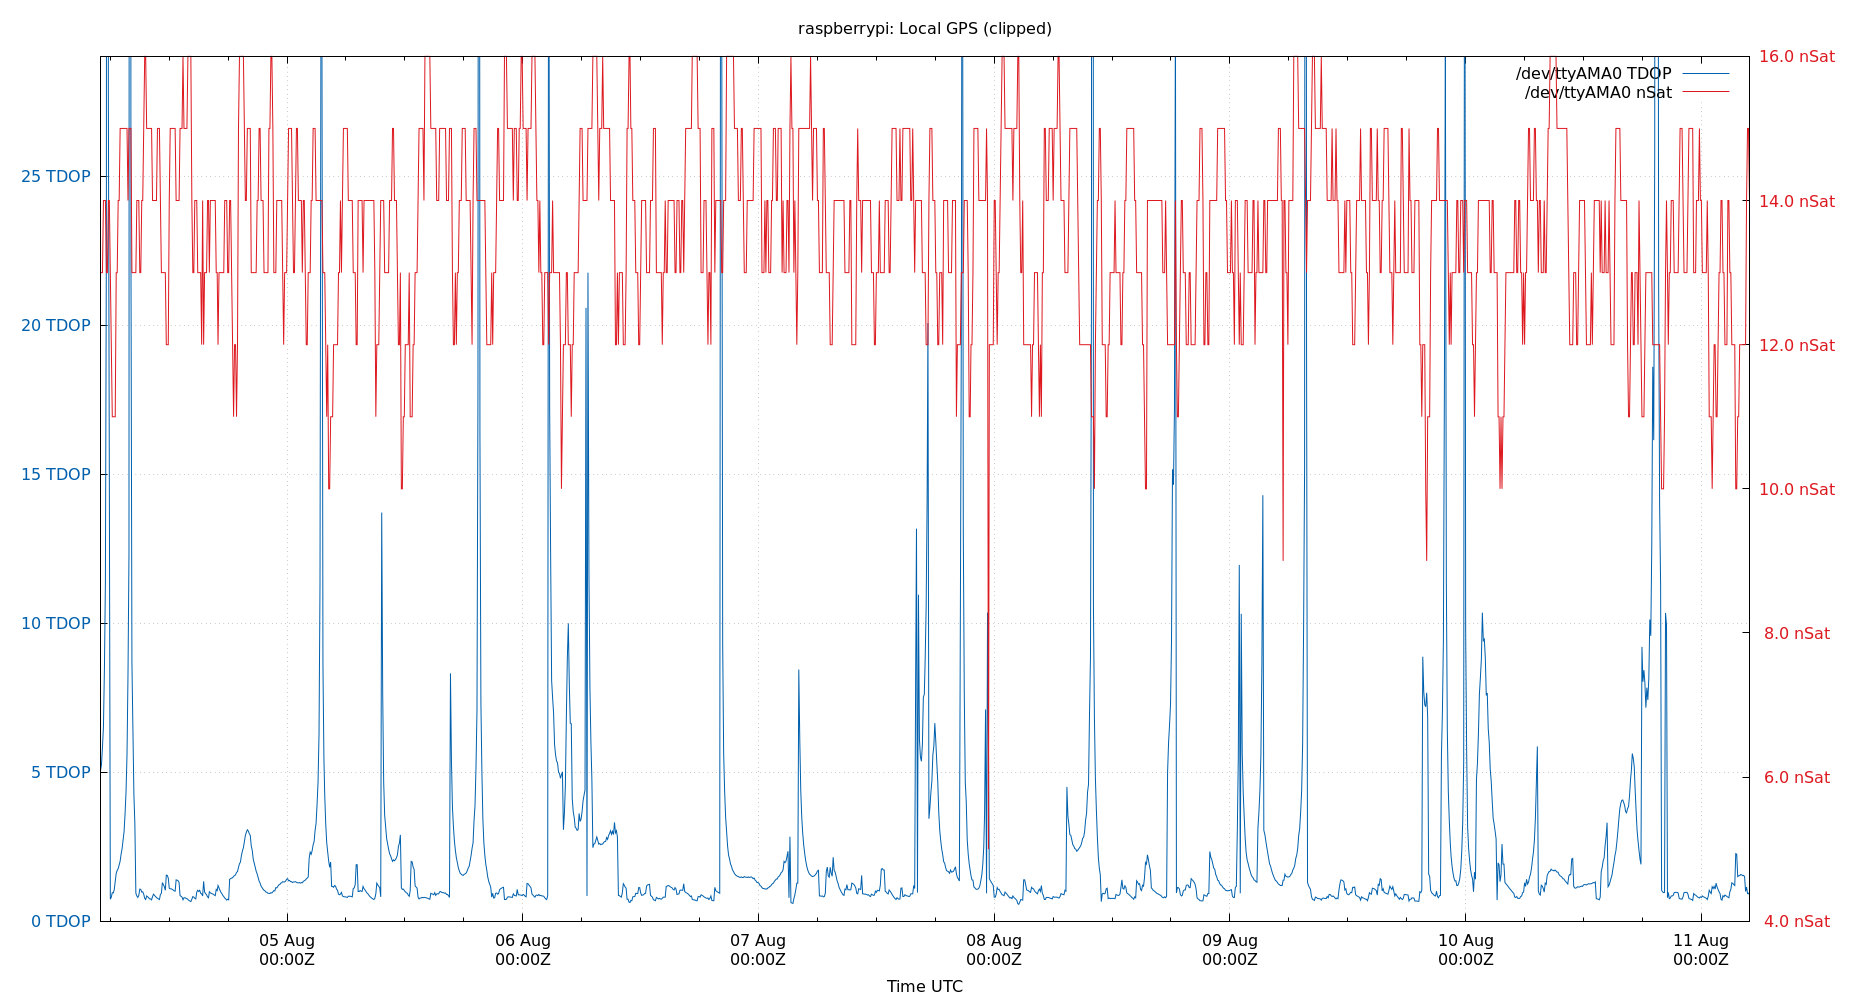 raspberrypi: Local GPS (clipped)
/dev/ttyAMA0 TDOP
/dev/ttyAMA0 nSat
25 TDOP
20 TDOP
15 TDOP
10 TDOP
5 TDOP
0 TDOP
16.0 nSat
14.0 nSat
12.0 nSat
10.0 nSat
8.0 nSat
6.0 nSat
4.0 nSat
05 Aug
00:00Z
06 Aug
00:00Z
07 Aug
00:00Z
08 Aug
00:00Z
09 Aug
00:00Z
10 Aug
00:00Z
11 Aug
00:00Z
Time UTC